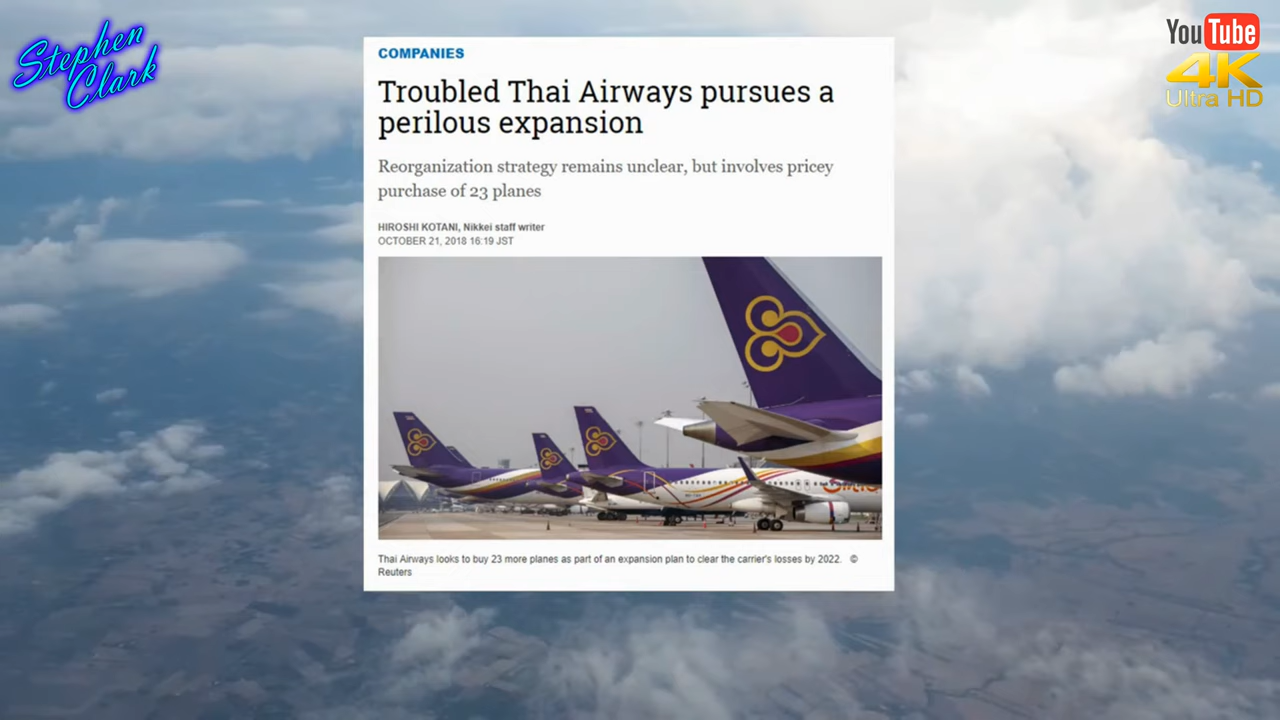 Stephen
Clark
YouTube
4K
Ultra HD
COMPANIES
Troubled Thai Airways pursues a
perilous expansion
Reorganization strategy remains unclear, but involves pricey
purchase of 23 planes
HIROSHI KOTANI, Nikkei staff writer
OCTOBER 21, 2018 16:19 JST
Thai Airways looks to buy 23 more planes as part of an expansion plan to clear the carrier's losses by 2022. ©
Reuters